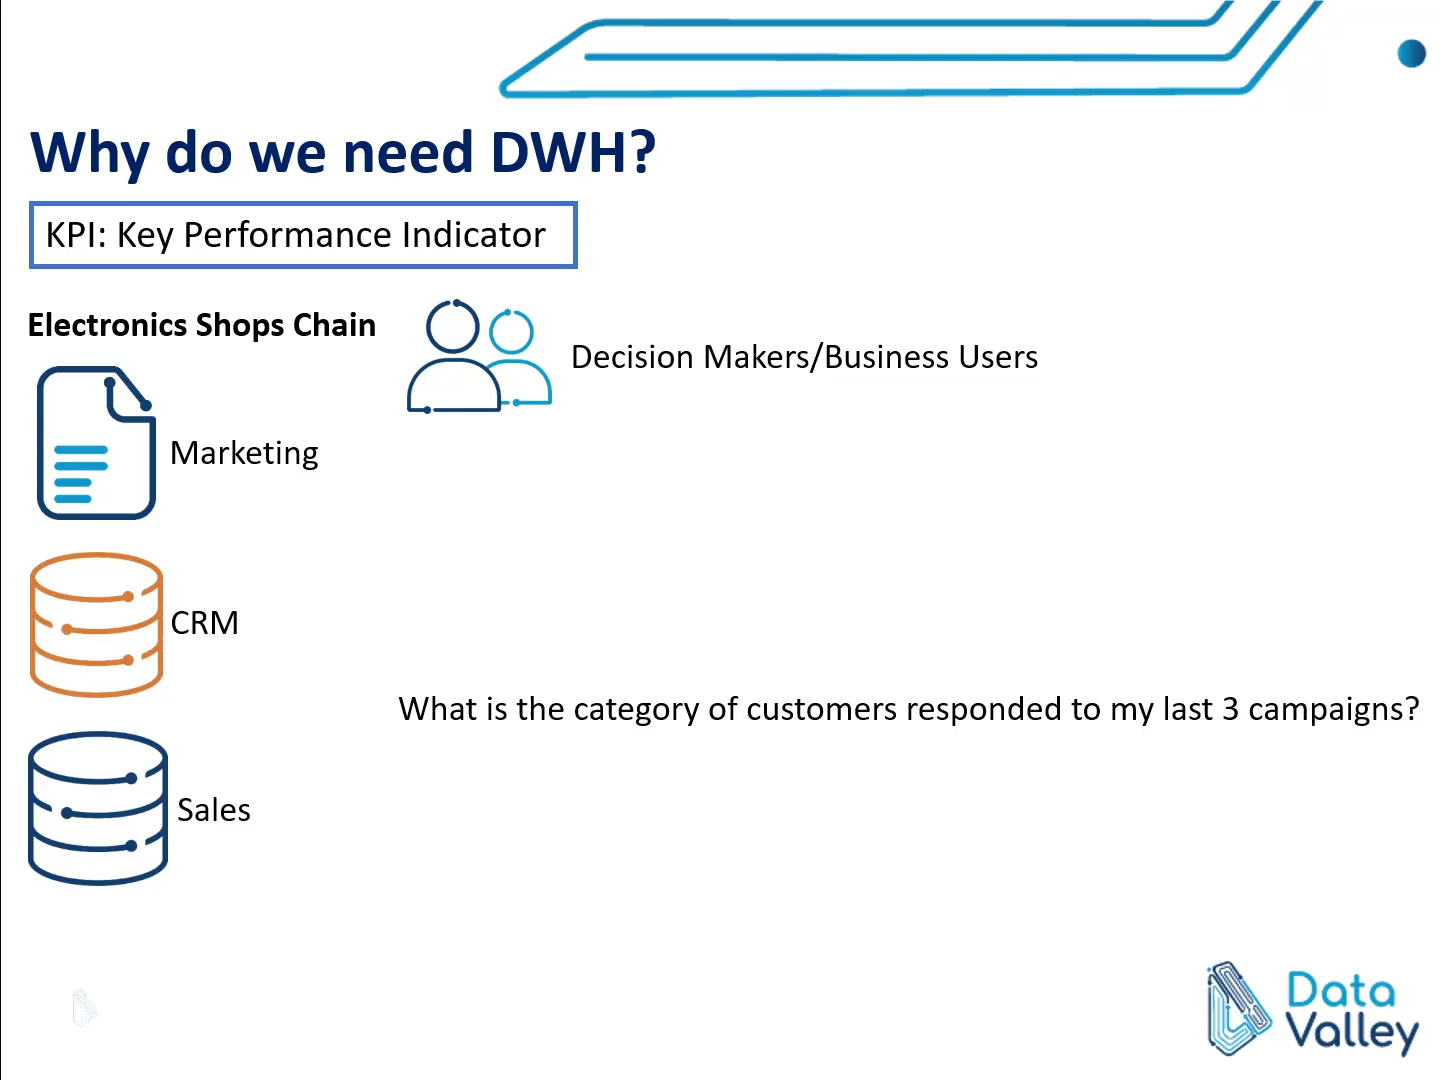 Why do we need DWH?
KPI: Key Performance Indicator
Electronics Shops Chain
Decision Makers/Business Users
Marketing
CRM
What is the category of customers responded to my last 3 campaigns?
Sales
Data
Valley